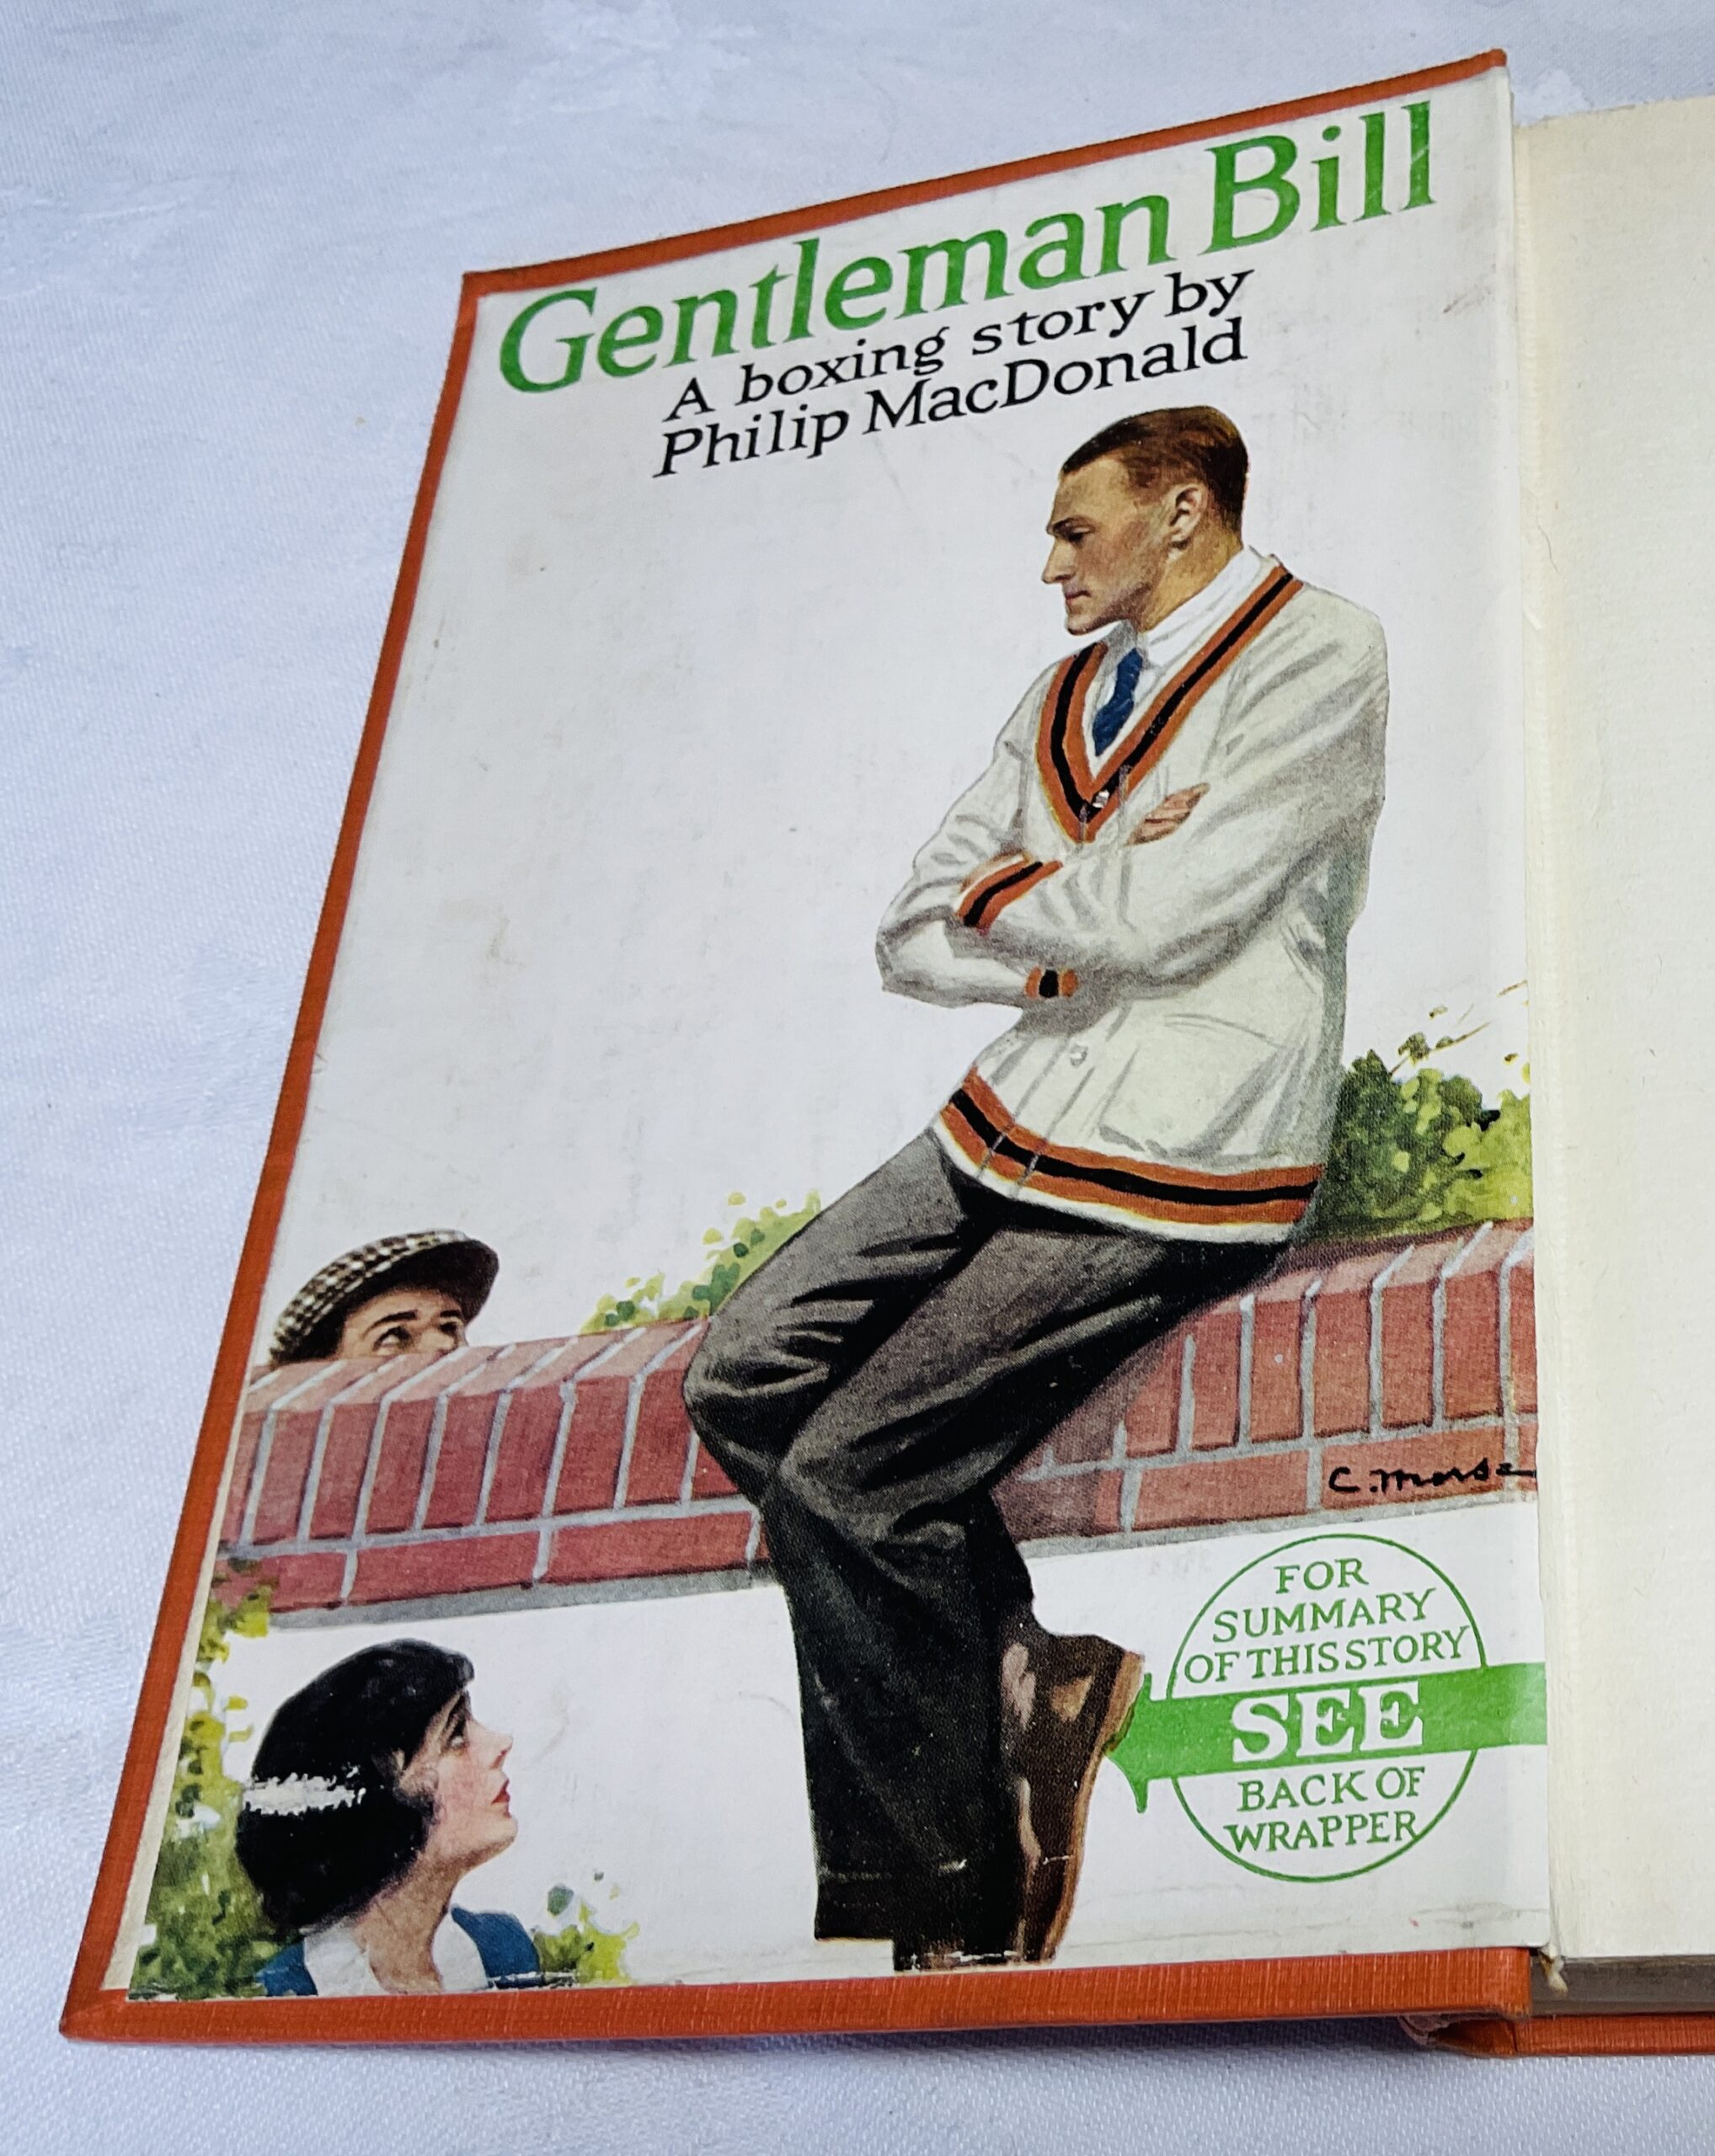 Gentleman Bill
A boxing story by
Philip MacDonald
C. Morse
FOR
SUMMARY
OF THIS STORY
SEE
BACK OF
WRAPPER